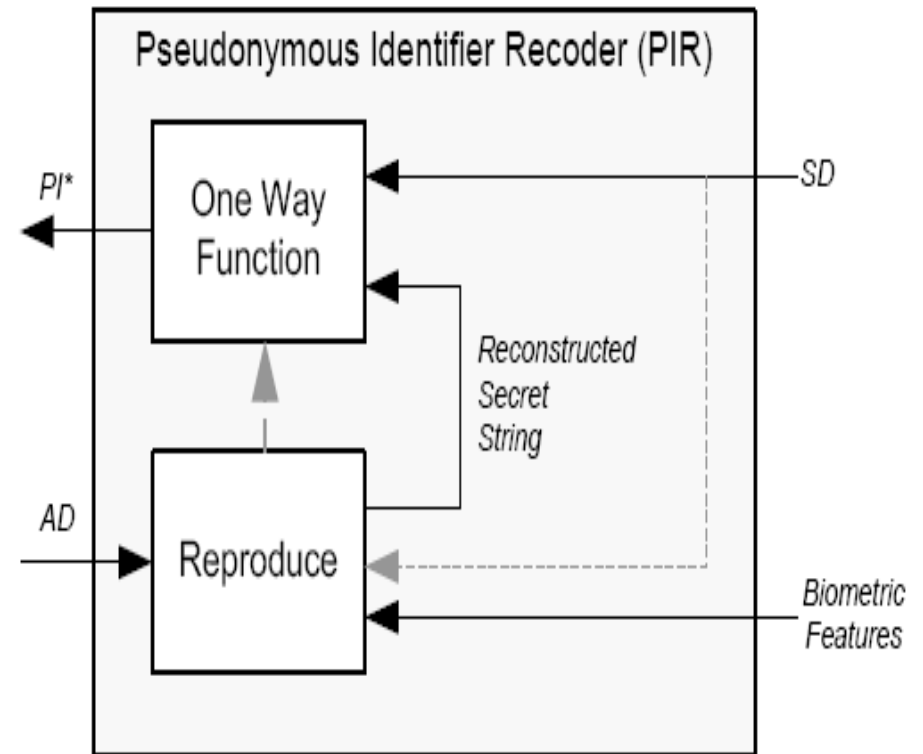 Pseudonymous Identifier Recoder (PIR)
PI*
One Way
Function
SD
Reconstructed
Secret
String
AD
Reproduce
Biometric
Features